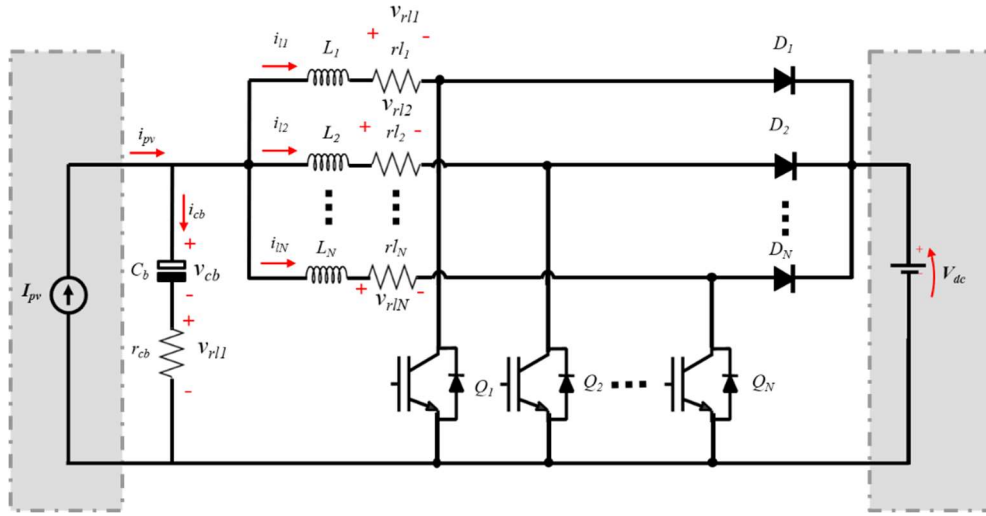 v_rl1
i_l1
L_1
+ -
rl_1
D_1
v_rl2
i_pv
i_l2
L_2
+ -
rl_2
D_2
i_cb
+
i_lN
L_N
rl_N
D_N
C_b
v_cb
+ -
v_rlN
+
-
V_dc
I_pv
-
+
r_cb
v_rl1
-
Q_1
Q_2
Q_N